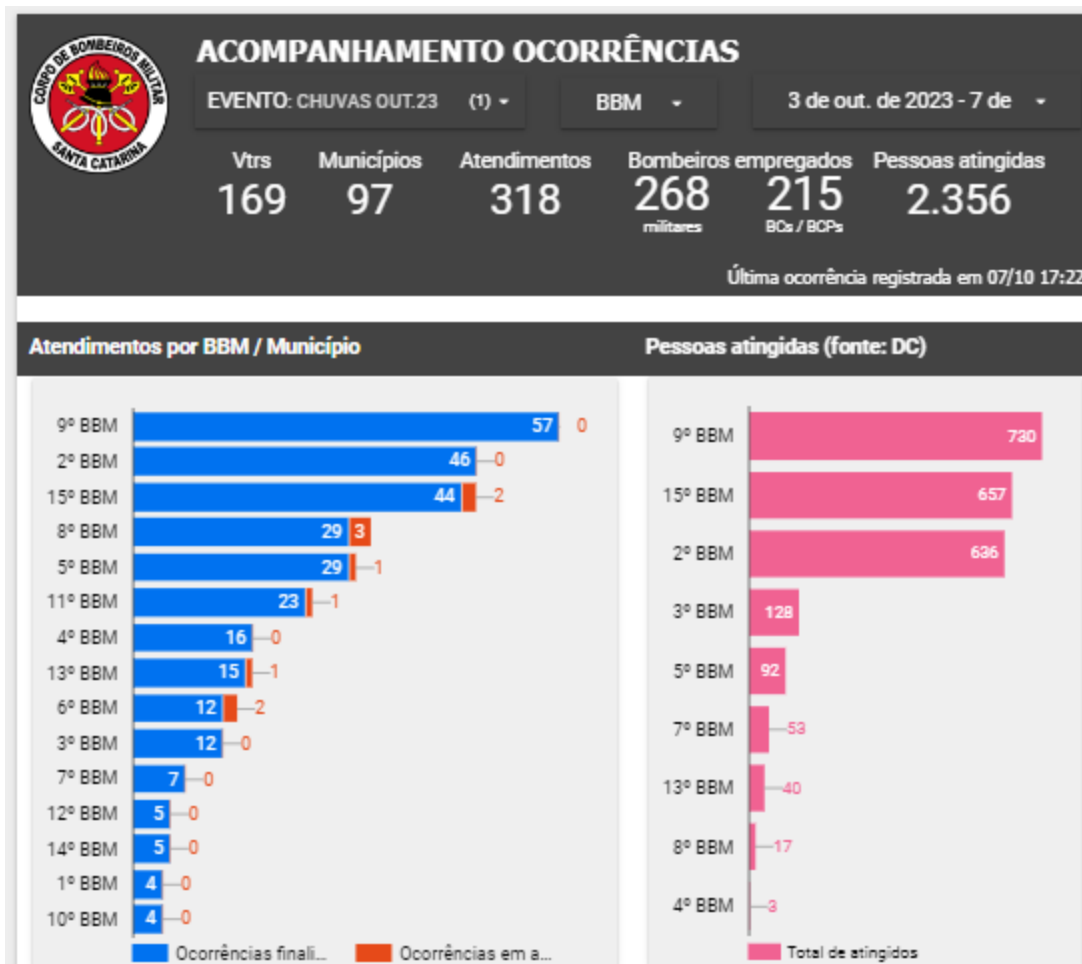 CORPO DE BOMBEIROS MILITAR
SANTA CATARINA
ACOMPANHAMENTO OCORRÊNCIAS
EVENTO: CHUVAS OUT.23 (1)
BBM
3 de out. de 2023 - 7 de
Vtrs Municípios Atendimentos Bombeiros empregados Pessoas atingidas
169 97 318 268 215 2.356
militares BCs / BCPs
Última ocorrência registrada em 07/10 17:22
Atendimentos por BBM / Município
9º BBM 57 0
2º BBM 46 0
15º BBM 44 2
8º BBM 29 3
5º BBM 29 1
11º BBM 23 1
4º BBM 16 0
13º BBM 15 1
6º BBM 12 2
3º BBM 12 0
7º BBM 7 0
12º BBM 5 0
14º BBM 5 0
1º BBM 4 0
10º BBM 4 0
Ocorrências finali... Ocorrências em a...
Pessoas atingidas (fonte: DC)
9º BBM 730
15º BBM 657
2º BBM 636
3º BBM 128
5º BBM 92
7º BBM 53
13º BBM 40
8º BBM 17
4º BBM 3
Total de atingidos